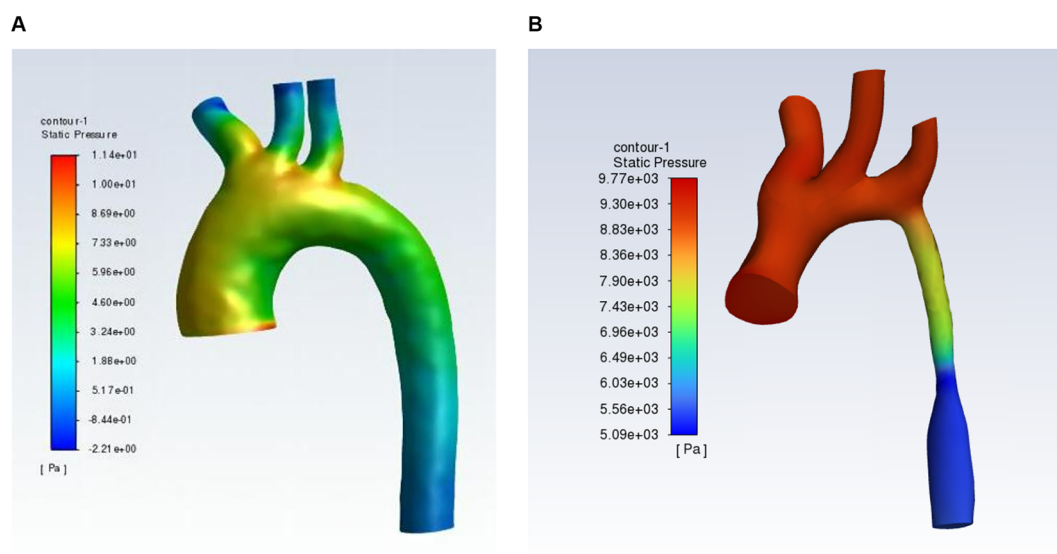 A
contour-1
Static Pressure
1.14e+01
1.00e+01
8.69e+00
7.33e+00
5.96e+00
4.60e+00
3.24e+00
1.88e+00
5.17e-01
-8.44e-01
-2.21e+00
[ Pa ]
B
contour-1
Static Pressure
9.77e+03
9.30e+03
8.83e+03
8.36e+03
7.90e+03
7.43e+03
6.96e+03
6.49e+03
6.03e+03
5.56e+03
5.09e+03
[ Pa ]